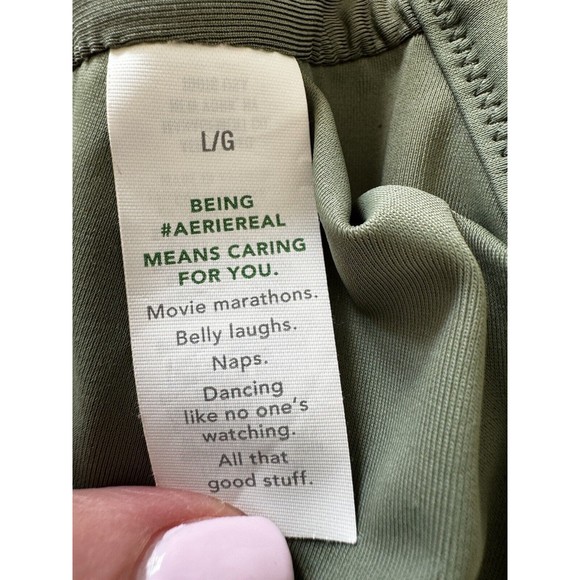 L/G
BEING
#AERIEREAL
MEANS CARING
FOR YOU.
Movie marathons.
Belly laughs.
Naps.
Dancing
like no one's
watching.
All that
good stuff.